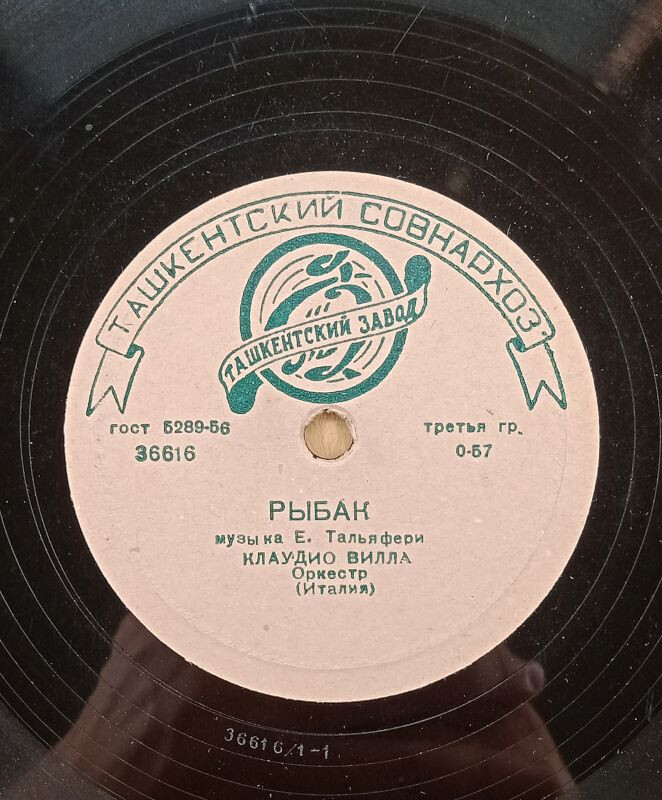 ТАШКЕНТСКИЙ СОВНАРХОЗ
ТАШКЕНТСКИЙ ЗАВОД
гост 5289-56
третья гр.
36616
0-57
РЫБАК
музыка Е. Тальяфери
КЛАУДИО ВИЛЛА
Оркестр
(Италия)
36616/1-1